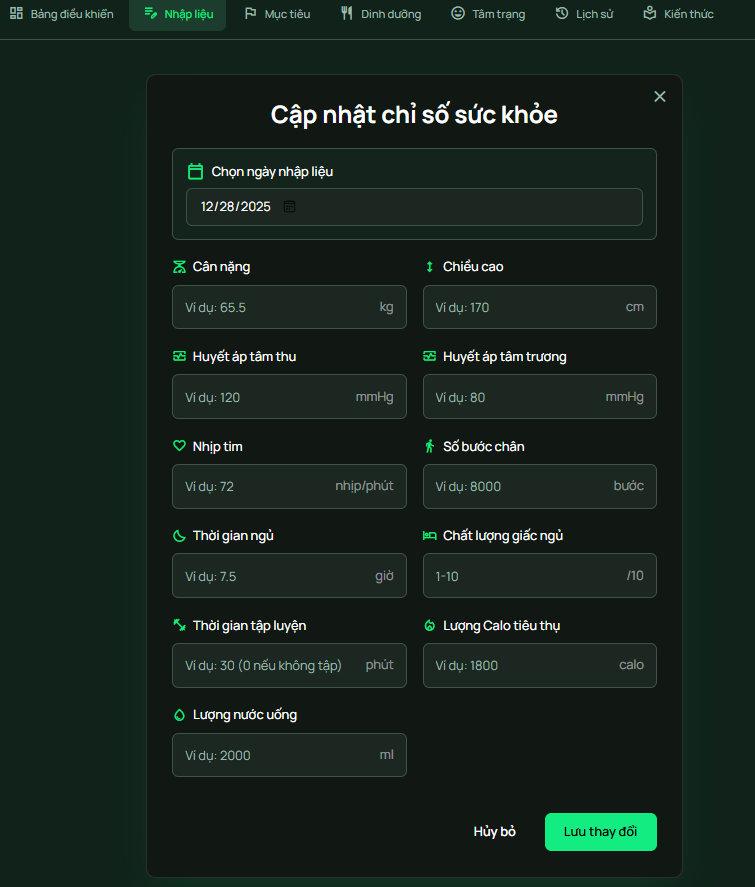 Bảng điều khiển Nhập liệu Mục tiêu Dinh dưỡng Tâm trạng Lịch sử Kiến thức
Cập nhật chỉ số sức khỏe
Chọn ngày nhập liệu
12/28/2025
Cân nặng Chiều cao
Ví dụ: 65.5 kg Ví dụ: 170 cm
Huyết áp tâm thu Huyết áp tâm trương
Ví dụ: 120 mmHg Ví dụ: 80 mmHg
Nhịp tim Số bước chân
Ví dụ: 72 nhịp/phút Ví dụ: 8000 bước
Thời gian ngủ Chất lượng giấc ngủ
Ví dụ: 7.5 giờ 1-10 /10
Thời gian tập luyện Lượng Calo tiêu thụ
Ví dụ: 30 (0 nếu không tập) phút Ví dụ: 1800 calo
Lượng nước uống
Ví dụ: 2000 ml
Hủy bỏ Lưu thay đổi